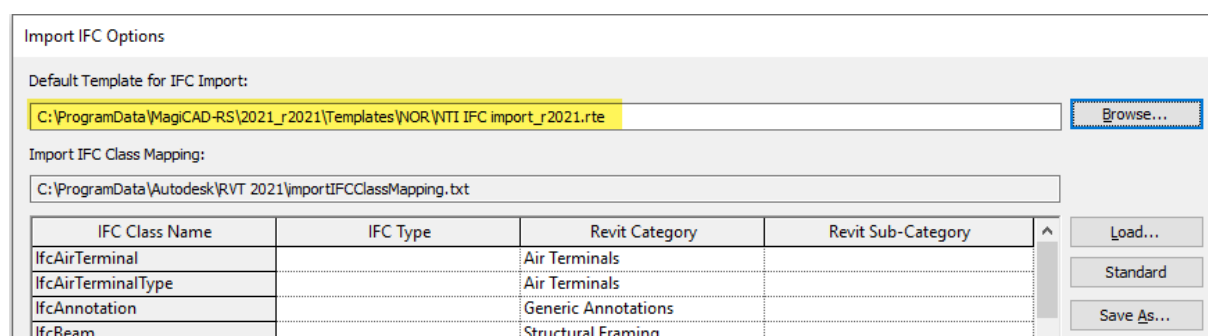 Import IFC Options
Default Template for IFC Import:
C:\ProgramData\MagiCAD-RS\2021_r2021\Templates\NOR\NTI IFC import_r2021.rte
Browse...
Import IFC Class Mapping:
C:\ProgramData\Autodesk\RVT 2021\importIFCClassMapping.txt
IFC Class Name IFC Type Revit Category Revit Sub-Category
Load...
IfcAirTerminal Air Terminals
IfcAirTerminalType Air Terminals
Standard
IfcAnnotation Generic Annotations
Save As...
IfcBeam Structural Framing